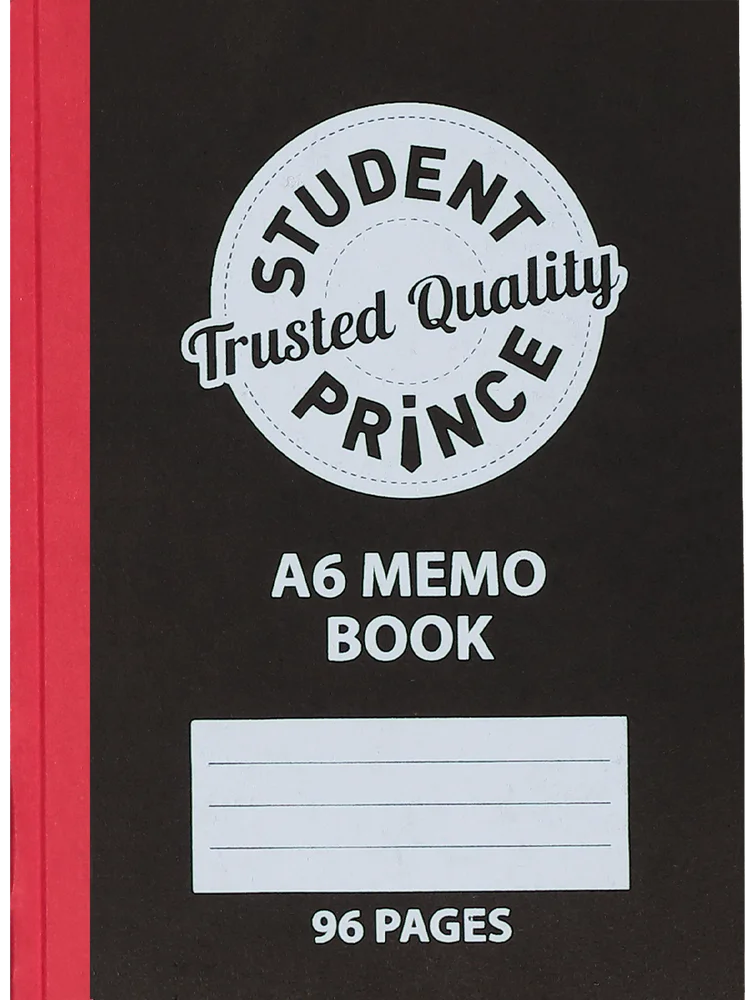 STUDENT
Trusted Quality
PRiNCE
A6 MEMO
BOOK
96 PAGES